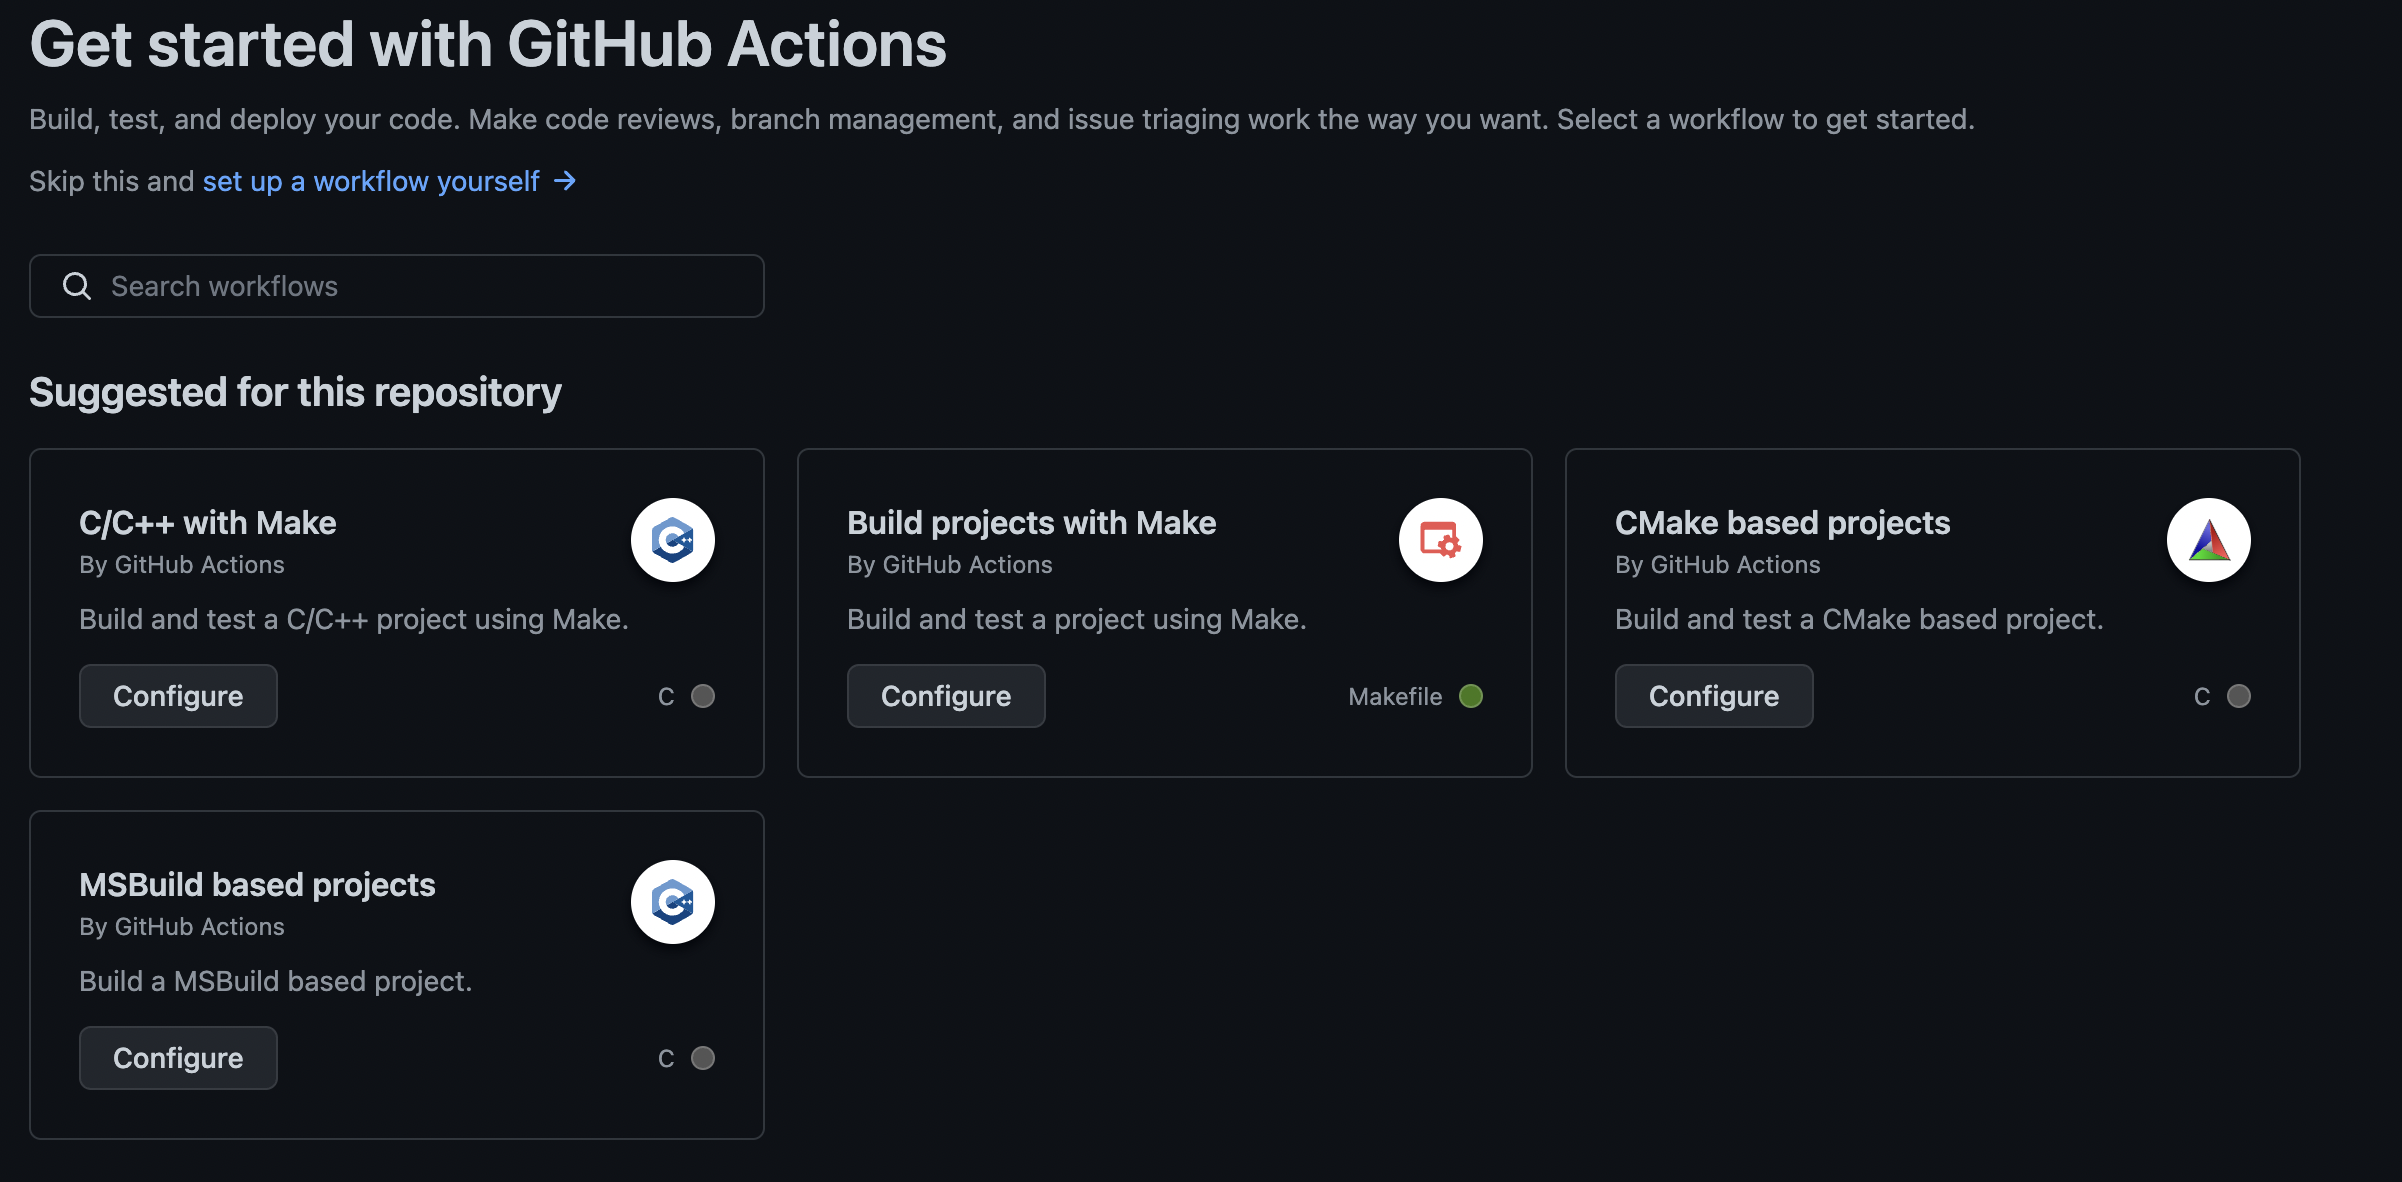 Get started with GitHub Actions
Build, test, and deploy your code. Make code reviews, branch management, and issue triaging work the way you want. Select a workflow to get started.
Skip this and set up a workflow yourself →
Search workflows
Suggested for this repository
C/C++ with Make
By GitHub Actions
Build and test a C/C++ project using Make.
Configure
C
Build projects with Make
By GitHub Actions
Build and test a project using Make.
Configure
Makefile
CMake based projects
By GitHub Actions
Build and test a CMake based project.
Configure
C
MSBuild based projects
By GitHub Actions
Build a MSBuild based project.
Configure
C